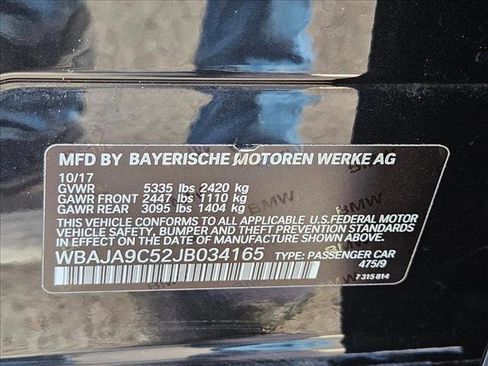 MFD BY BAYERISCHE MOTOREN WERKE AG
10/17
GVWR 5335 lbs 2420 kg
GAWR FRONT 2447 lbs 1110 kg
GAWR REAR 3095 lbs 1404 kg
THIS VEHICLE CONFORMS TO ALL APPLICABLE U.S.FEDERAL MOTOR
VEHICLE SAFETY, BUMPER AND THEFT PREVENTION STANDARDS
IN EFFECT ON THE DATE OF MANUFACTURE SHOWN ABOVE.
WBAJA9C52JB034165 TYPE: PASSENGER CAR
475/9
7 315 814
BMW
BMW